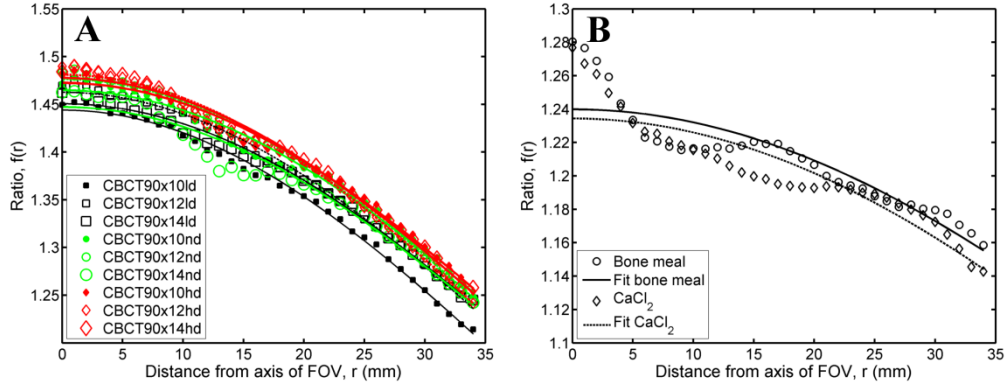 A
Ratio, f(r)
1.5
1.45
1.4
1.35
1.3
1.25
0
5
10
15
20
25
30
35
Distance from axis of FOV, r (mm)
CBCT90x10ld
CBCT90x12ld
CBCT90x14ld
CBCT90x10nd
CBCT90x12nd
CBCT90x14nd
CBCT90x10hd
CBCT90x12hd
CBCT90x14hd
B
Ratio, f(r)
1.3
1.28
1.26
1.24
1.22
1.2
1.18
1.16
1.14
1.12
1.1
0
5
10
15
20
25
30
35
Distance from axis of FOV, r (mm)
Bone meal
Fit bone meal
CaCl₂
Fit CaCl₂